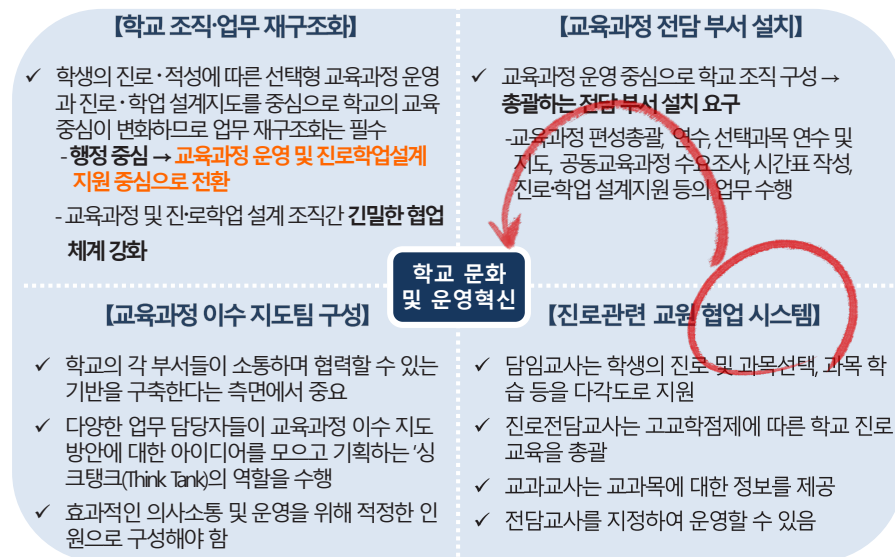 【학교 조직·업무 재구조화】
✓ 학생의 진로·적성에 따른 선택형 교육과정 운영
과 진로·학업 설계지도를 중심으로 학교의 교육
중심이 변화하므로 업무 재구조화는 필수
- 행정 중심 → 교육과정 운영 및 진로학업설계
지원 중심으로 전환
- 교육과정 및 진·로학업 설계 조직간 긴밀한 협업
체계 강화
【교육과정 전담 부서 설치】
✓ 교육과정 운영 중심으로 학교 조직 구성 →
총괄하는 전담 부서 설치 요구
-교육과정 편성총괄, 연수, 선택과목 연수 및
지도, 공동교육과정 수요조사, 시간표 작성,
진로·학업 설계지원 등의 업무 수행
학교 문화
및 운영혁신
【교육과정 이수 지도팀 구성】
✓ 학교의 각 부서들이 소통하며 협력할 수 있는
기반을 구축한다는 측면에서 중요
✓ 다양한 업무 담당자들이 교육과정 이수 지도
방안에 대한 아이디어를 모으고 기획하는 ‘싱
크탱크(Think Tank)의 역할을 수행
✓ 효과적인 의사소통 및 운영을 위해 적정한 인
원으로 구성해야 함
【진로관련 교원 협업 시스템】
✓ 담임교사는 학생의 진로 및 과목선택, 과목 학
습 등을 다각도로 지원
✓ 진로전담교사는 고교학점제에 따른 학교 진로
교육을 총괄
✓ 교과교사는 교과목에 대한 정보를 제공
✓ 전담교사를 지정하여 운영할 수 있음